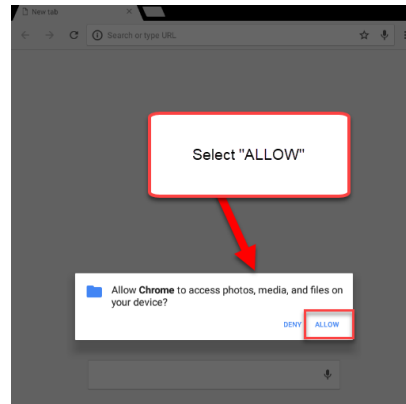 New tab
Search or type URL
Select "ALLOW"
Allow Chrome to access photos, media, and files on
your device?
DENY ALLOW